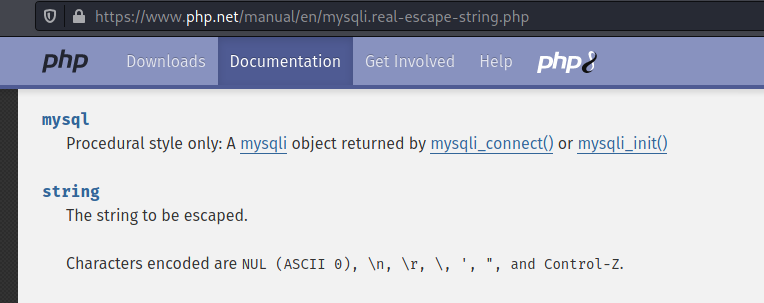 https://www.php.net/manual/en/mysqli.real-escape-string.php
php Downloads Documentation Get Involved Help php8
mysql
Procedural style only: A mysqli object returned by mysqli_connect() or mysqli_init()
string
The string to be escaped.
Characters encoded are NUL (ASCII 0), \n, \r, \, ', ", and Control-Z.